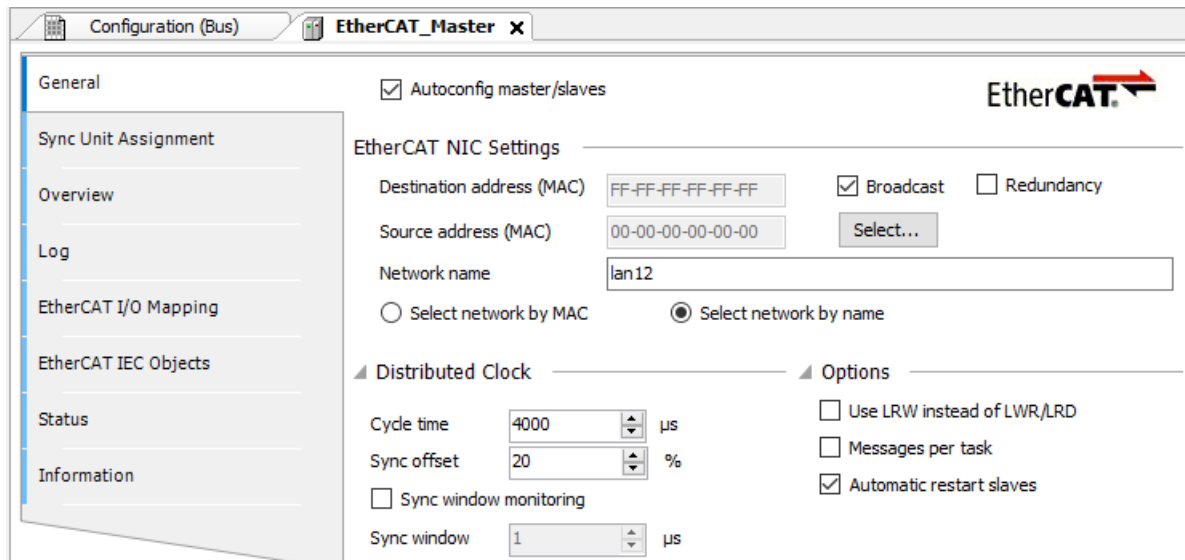 Configuration (Bus)
EtherCAT_Master
General
Sync Unit Assignment
Overview
Log
EtherCAT I/O Mapping
EtherCAT IEC Objects
Status
Information
Autoconfig master/slaves
EtherCAT.
EtherCAT NIC Settings
Destination address (MAC) FF-FF-FF-FF-FF-FF Broadcast Redundancy
Source address (MAC) 00-00-00-00-00-00 Select...
Network name lan12
Select network by MAC Select network by name
Distributed Clock
Cycle time 4000 µs
Sync offset 20 %
Sync window monitoring
Sync window 1 µs
Options
Use LRW instead of LWR/LRD
Messages per task
Automatic restart slaves